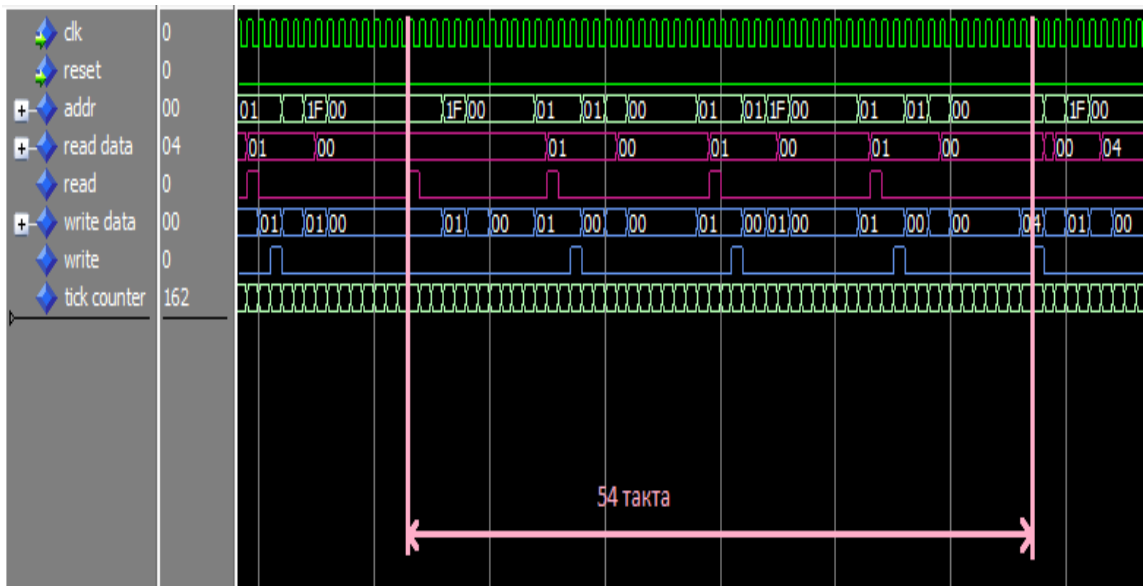 clk 0
reset 0
addr 00 01 1F 00 1F 00 01 01 00 01 01 1F 00 01 01 00 1F 00
read data 04 01 00 01 00 01 00 01 00 00 04
read 0
write data 00 01 01 00 01 00 01 00 00 01 00 01 00 01 00 00 04 01 00
write 0
tick counter 162
54 такта